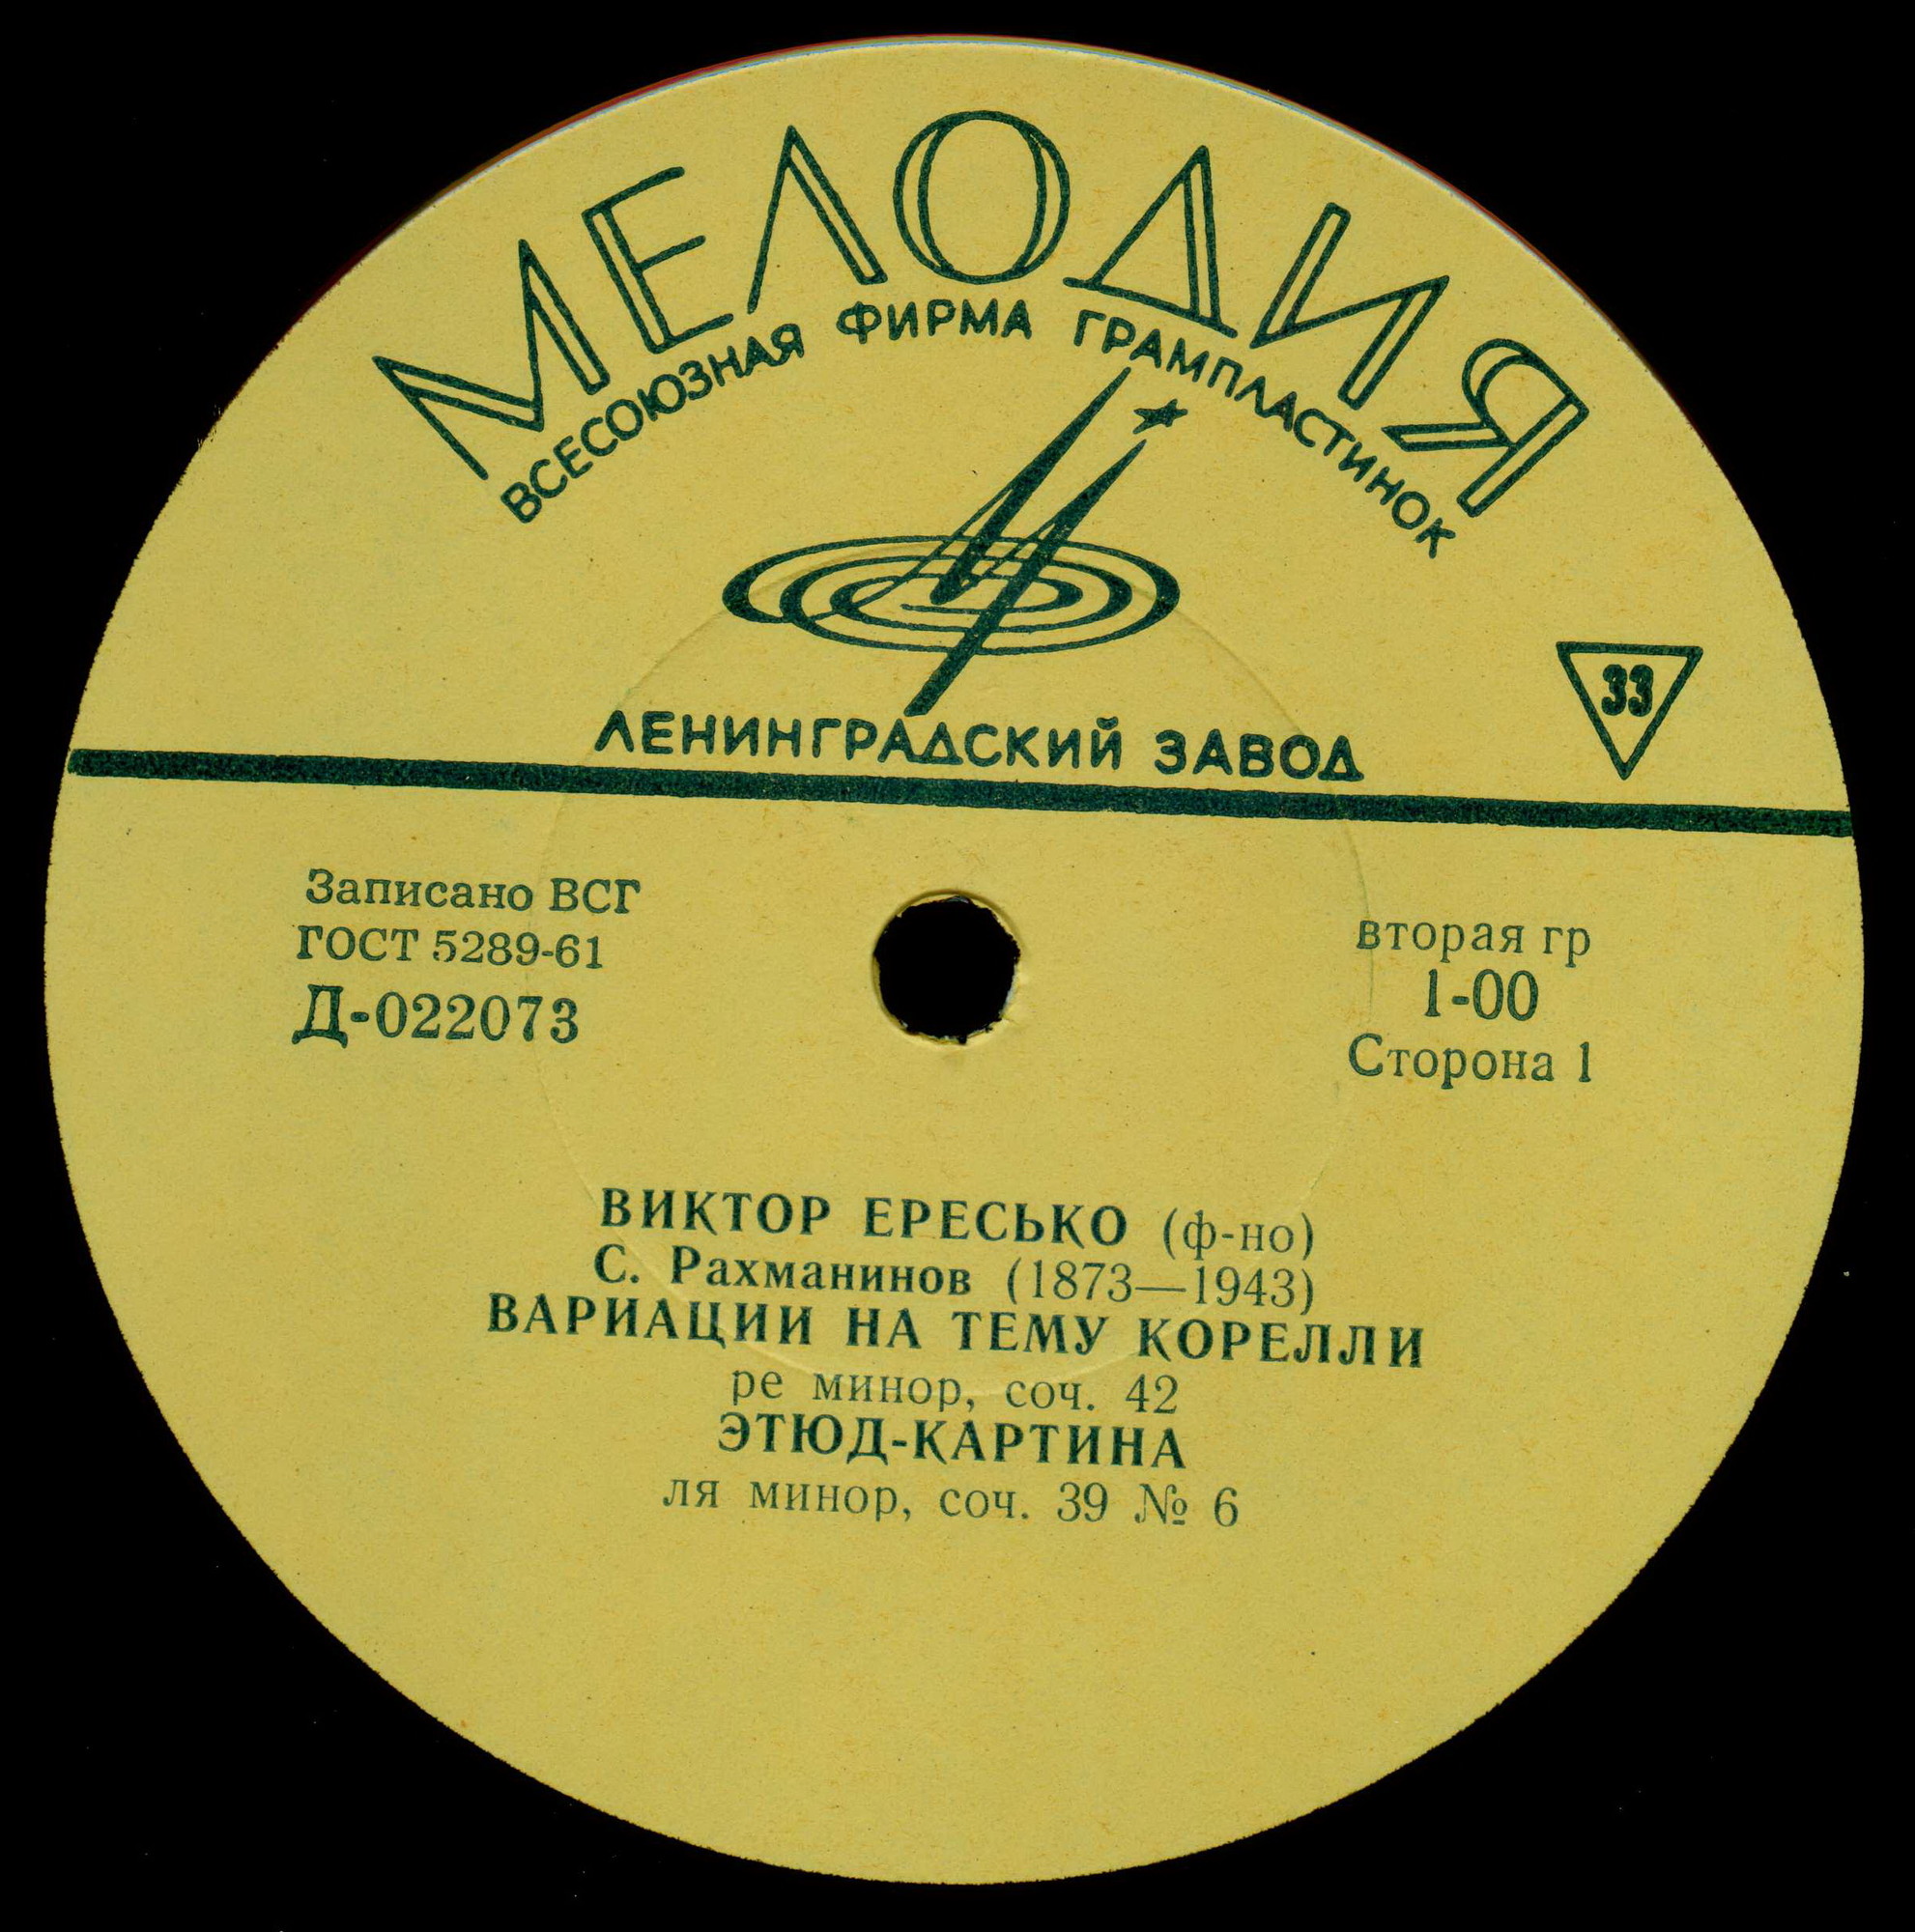 МЕЛОДИЯ
ВСЕСОЮЗНАЯ ФИРМА ГРАМПЛАСТИНОК
33
ЛЕНИНГРАДСКИЙ ЗАВОД
Записано ВСГ
ГОСТ 5289-61
Д-022073
вторая гр
1-00
Сторона 1
ВИКТОР ЕРЕСЬКО (ф-но)
С. Рахманинов (1873—1943)
ВАРИАЦИИ НА ТЕМУ КОРЕЛЛИ
ре минор, соч. 42
ЭТЮД-КАРТИНА
ля минор, соч. 39 № 6